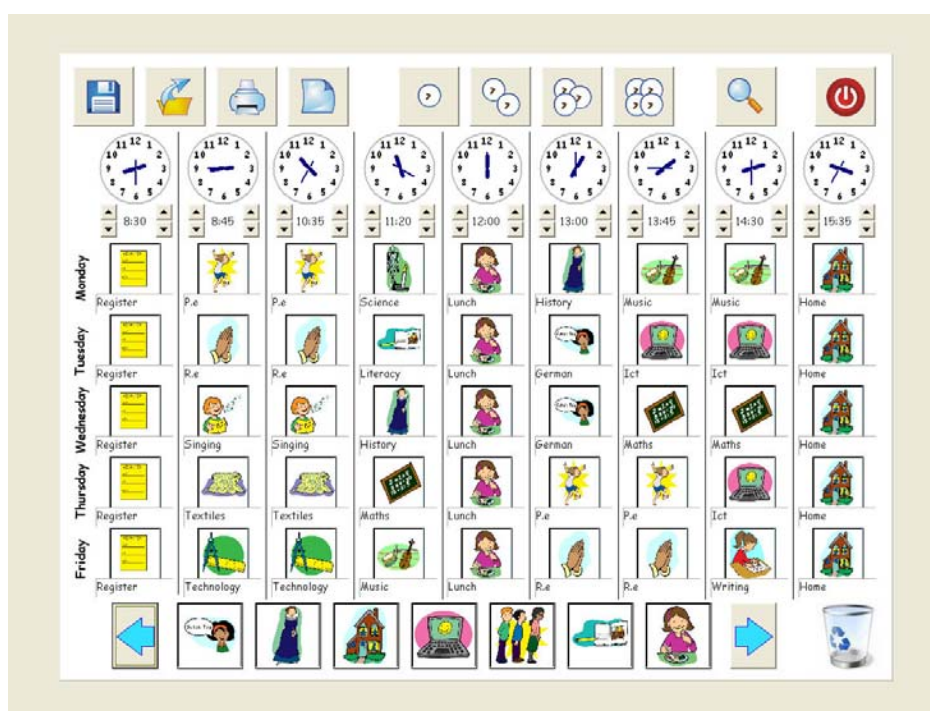 8:30 8:45 10:35 11:20 12:00 13:00 13:45 14:30 15:35
Monday
Register P.e P.e Science Lunch History Music Music Home
Tuesday
Register R.e R.e Literacy Lunch German Ict Ict Home
Wednesday
Register Singing Singing History Lunch German Maths Maths Home
Thursday
Register Textiles Textiles Maths Lunch P.e P.e Ict Home
Friday
Register Technology Technology Music Lunch R.e R.e Writing Home